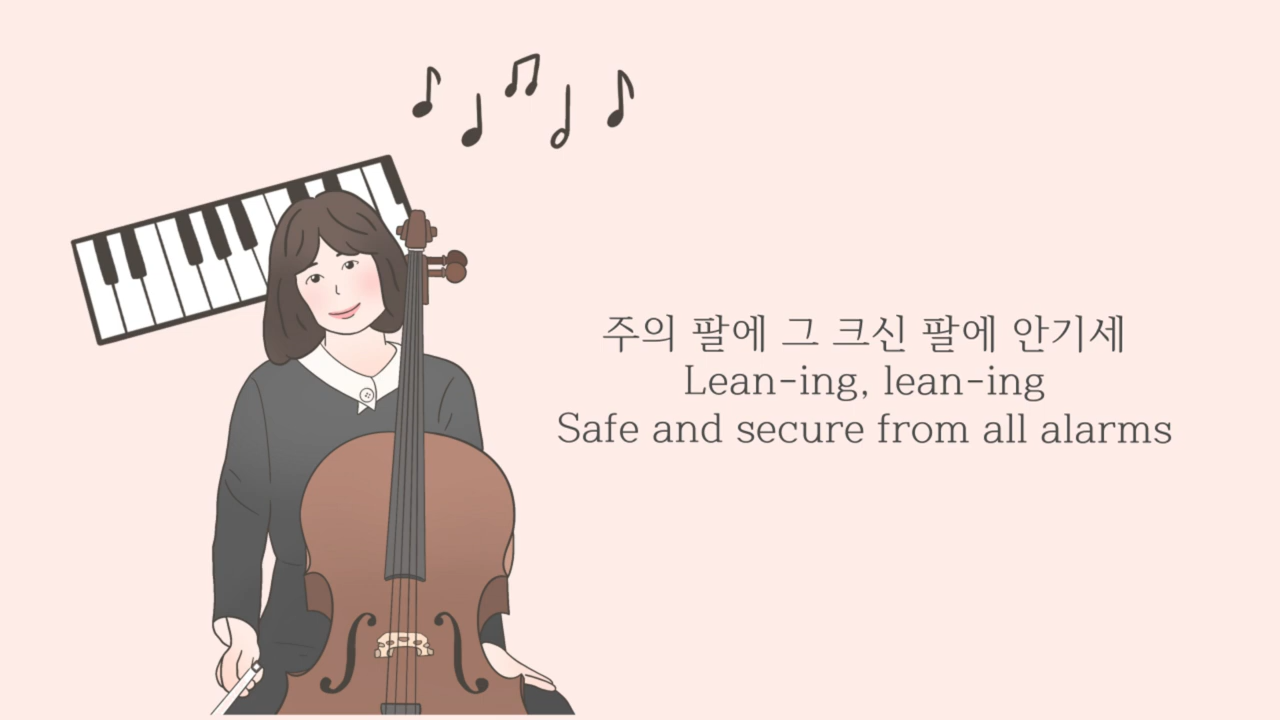 주의 팔에 그 크신 팔에 안기세
Lean-ing, lean-ing
Safe and secure from all alarms